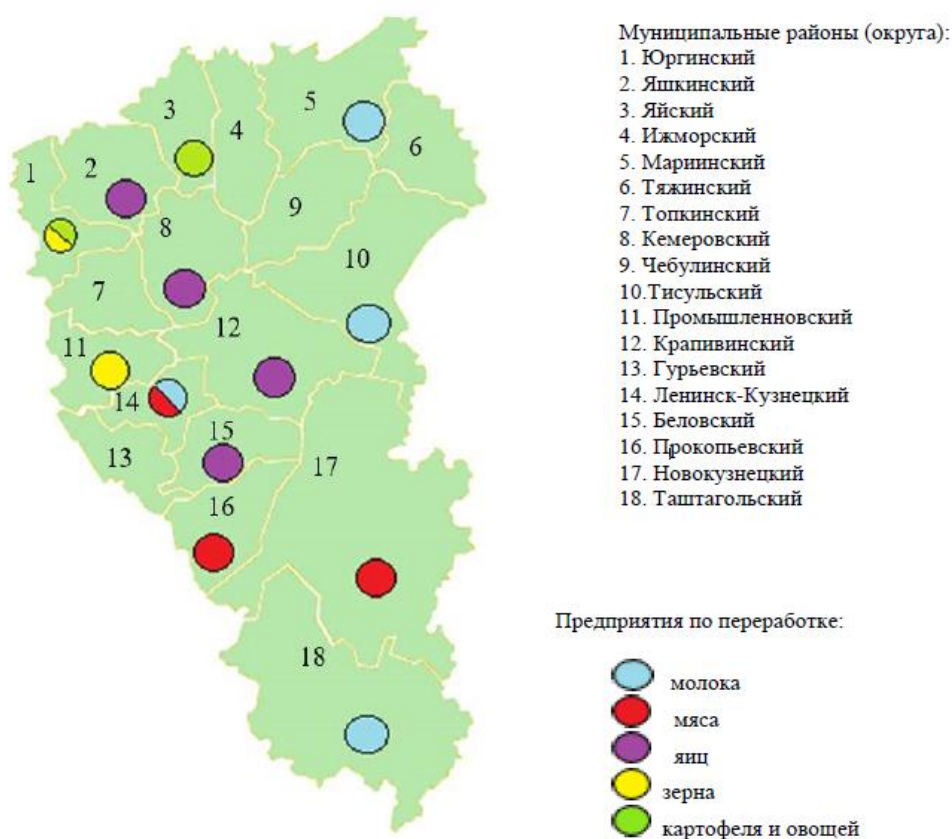 Муниципальные районы (округа):
1. Юргинский
2. Яшкинский
3. Яйский
4. Ижморский
5. Мариинский
6. Тяжинский
7. Топкинский
8. Кемеровский
9. Чебулинский
10.Тисульский
11. Промышленновский
12. Крапивинский
13. Гурьевский
14. Ленинск-Кузнецкий
15. Беловский
16. Прокопьевский
17. Новокузнецкий
18. Таштагольский
1
2
3
4
5
6
7
8
9
10
11
12
13
14
15
16
17
18
Предприятия по переработке:
молока
мяса
яиц
зерна
картофеля и овощей